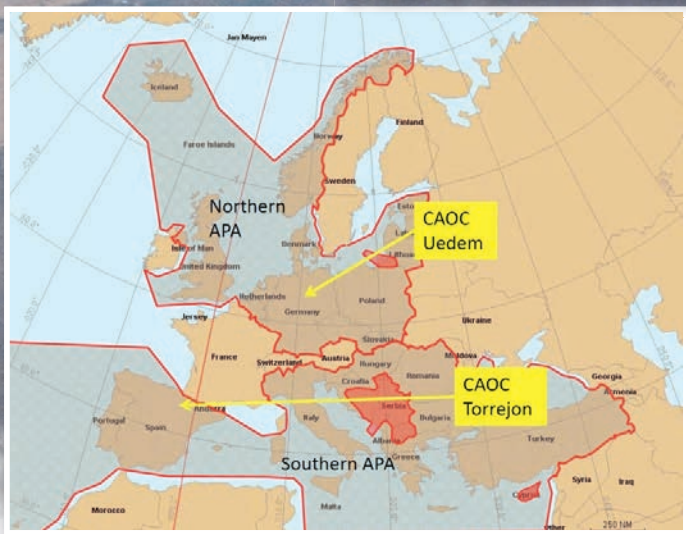 Jan Mayen
Iceland
Faroe Islands
Norway
Finland
Sweden
Northern
APA
CAOC
Uedem
Isle of Man
Denmark
United Kingdom
Netherlands
Germany
Poland
Jersey
Slovakia
Ukraine
France
Switzerland
Austria
Hungary
Moldova
Croatia
Romania
Georgia
Armenia
CAOC
Torrejon
Andorra
Serbia
Portugal
Spain
Italy
Bulgaria
Albania
Turkey
Greece
Southern APA
Syria
Iraq
Cyprus
Morocco
Malta
250 NM